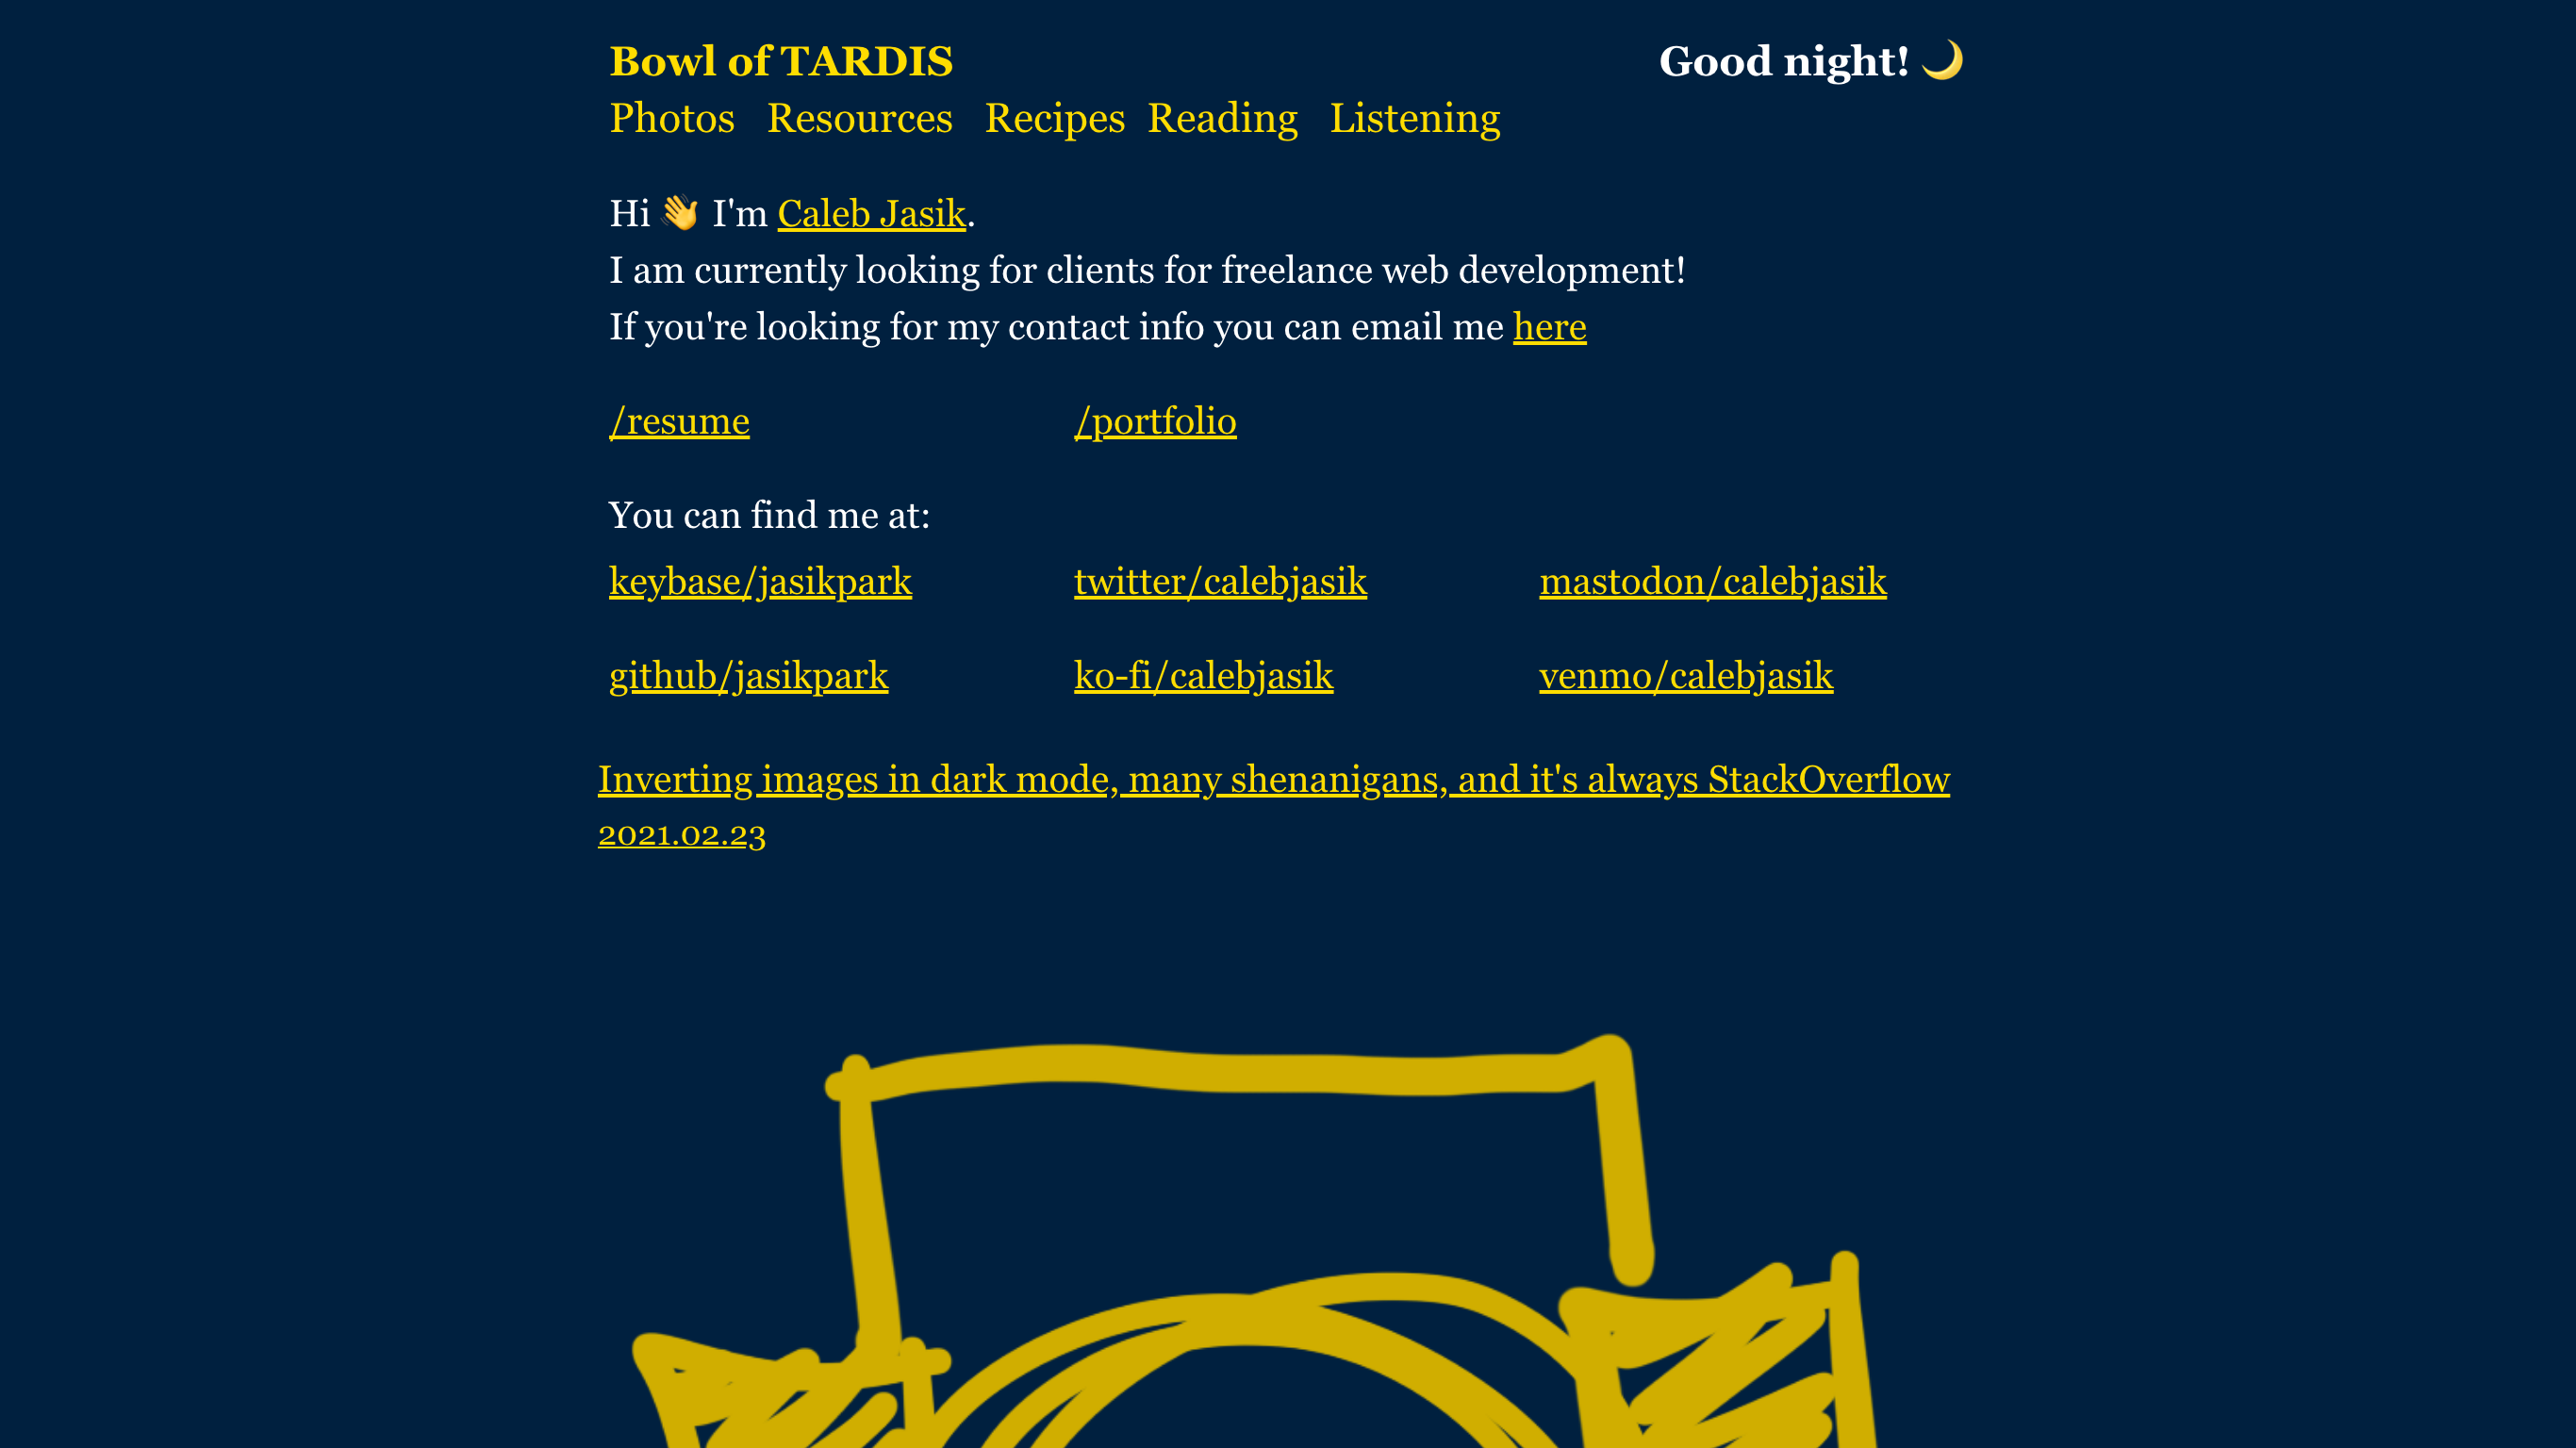 Bowl of TARDIS Good night! 🌙
Photos Resources Recipes Reading Listening
Hi 👋 I'm Caleb Jasik.
I am currently looking for clients for freelance web development!
If you're looking for my contact info you can email me here
/resume /portfolio
You can find me at:
keybase/jasikpark twitter/calebjasik mastodon/calebjasik
github/jasikpark ko-fi/calebjasik venmo/calebjasik
Inverting images in dark mode, many shenanigans, and it's always StackOverflow
2021.02.23